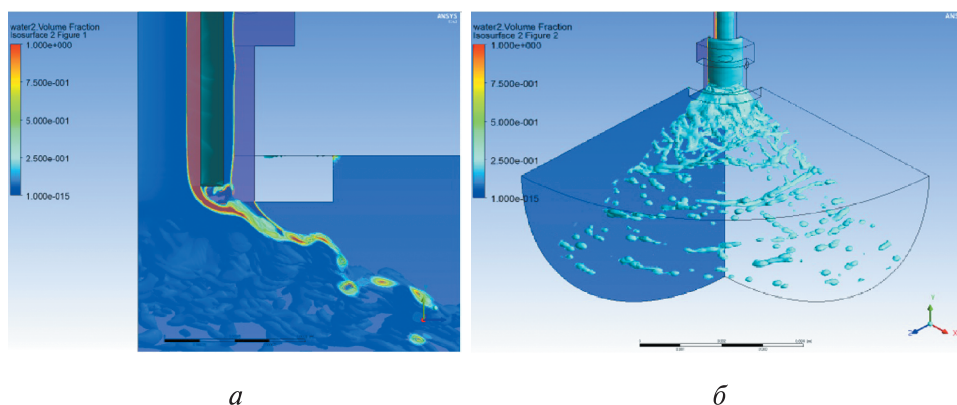 water2.Volume Fraction
Isosurface 2 Figure 1
1.000e+000
7.500e-001
5.000e-001
2.500e-001
1.000e-015
ANSYS
water2.Volume Fraction
Isosurfsce 2 Figure 2
1.000e+000
7.500e-001
5.000e-001
2.500e-001
1.000e-015
ANSYS
Y
Z
X
а
б